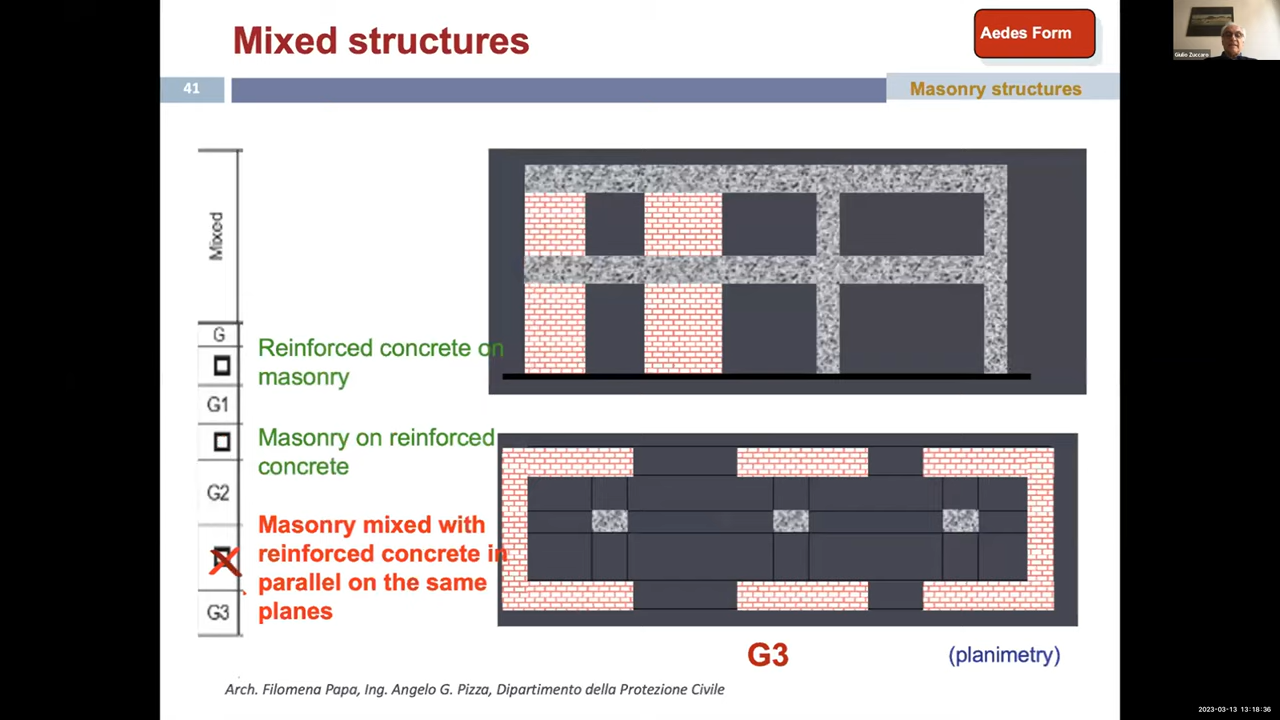 Mixed structures
Aedes Form
Giulio Zuccaro
41
Masonry structures
Mixed
G
Reinforced concrete on
masonry
G1
Masonry on reinforced
concrete
G2
Masonry mixed with
reinforced concrete in
parallel on the same
planes
G3
G3
(planimetry)
Arch. Filomena Papa, Ing. Angelo G. Pizza, Dipartimento della Protezione Civile
2023-03-13 13:18:36